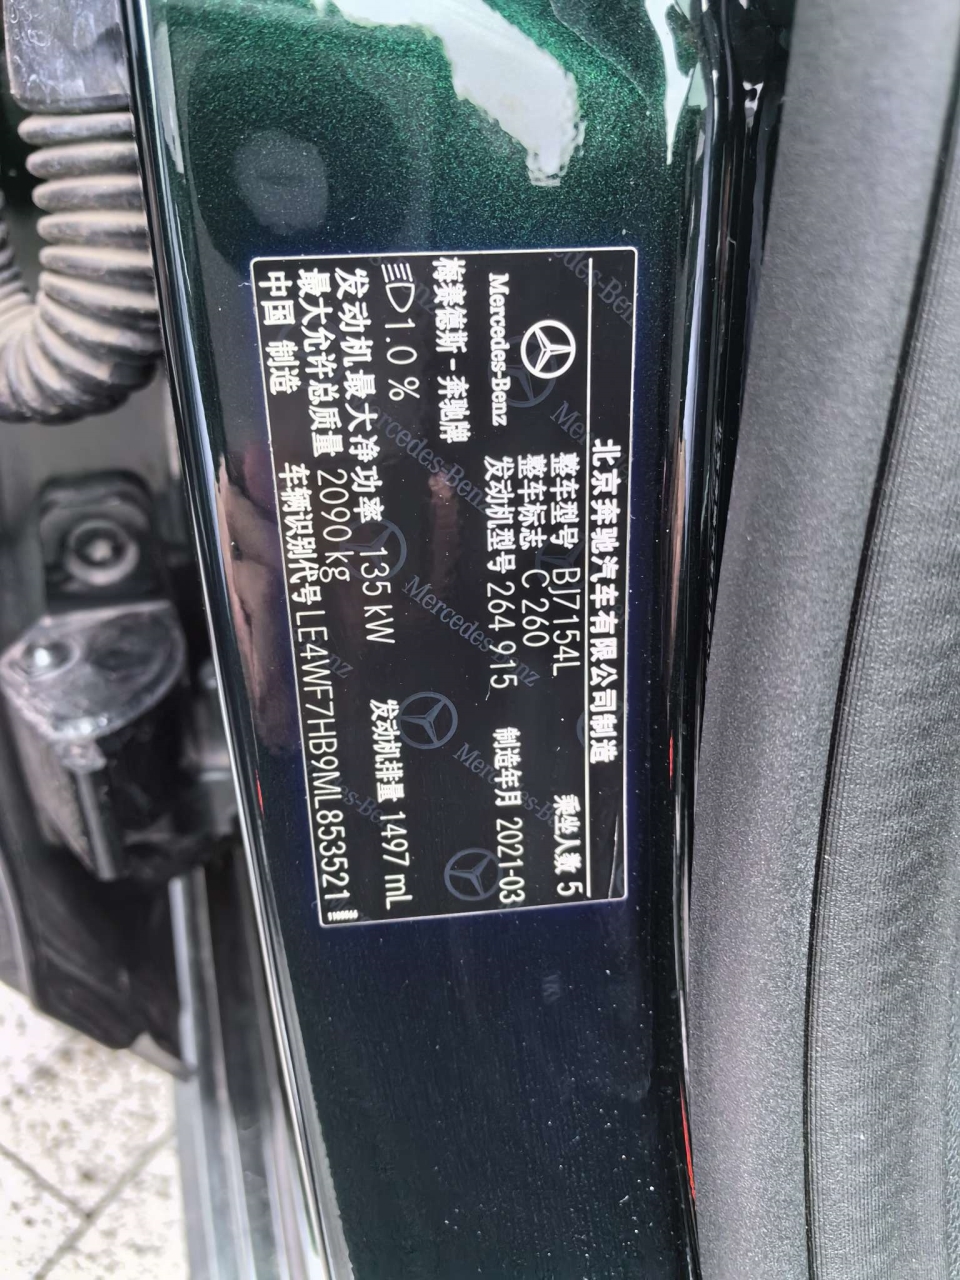 北京奔驰汽车有限公司制造
Mercedes-Benz
整车型号 BJ7154L 乘坐人数 5
整车标志 C 260
发动机型号 264 915 制造年月 2021-03
梅赛德斯-奔驰牌
1.0 %
发动机最大净功率 135 kW 发动机排量 1497 mL
最大允许总质量 2090 kg
中国 制造 车辆识别代号 LE4WF7HB9ML853521